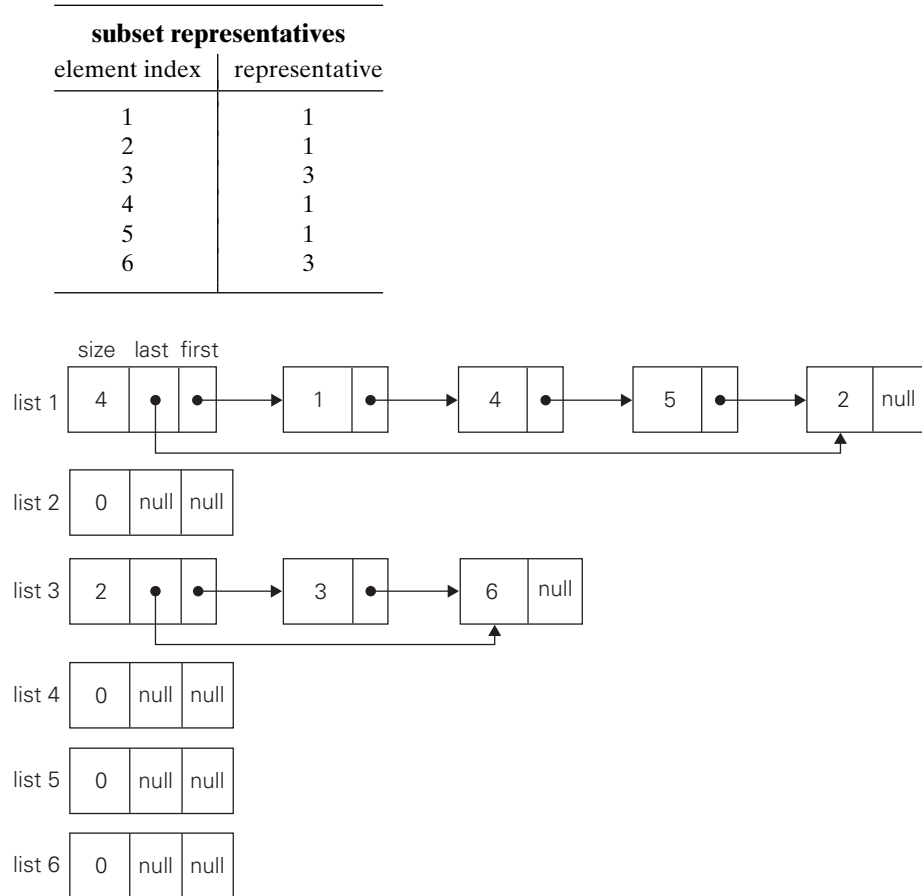 subset representatives
element index representative
1 1
2 1
3 3
4 1
5 1
6 3
size last first
list 1 4 1 4 5 2 null
list 2 0 null null
list 3 2 3 6 null
list 4 0 null null
list 5 0 null null
list 6 0 null null